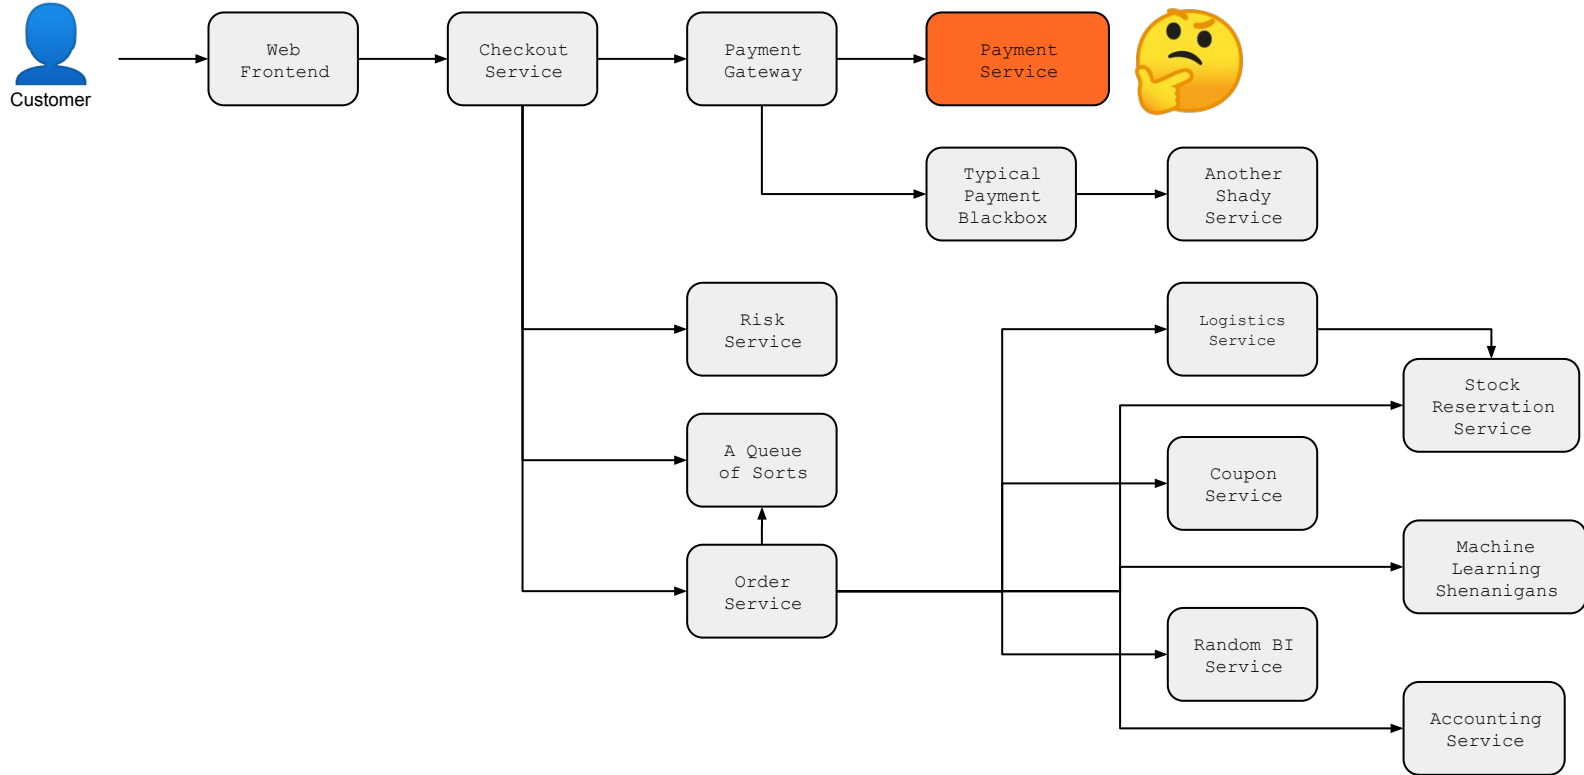 Customer
Web
Frontend
Checkout
Service
Payment
Gateway
Payment
Service
Typical
Payment
Blackbox
Another
Shady
Service
Risk
Service
Logistics
Service
Stock
Reservation
Service
A Queue
of Sorts
Coupon
Service
Order
Service
Machine
Learning
Shenanigans
Random BI
Service
Accounting
Service